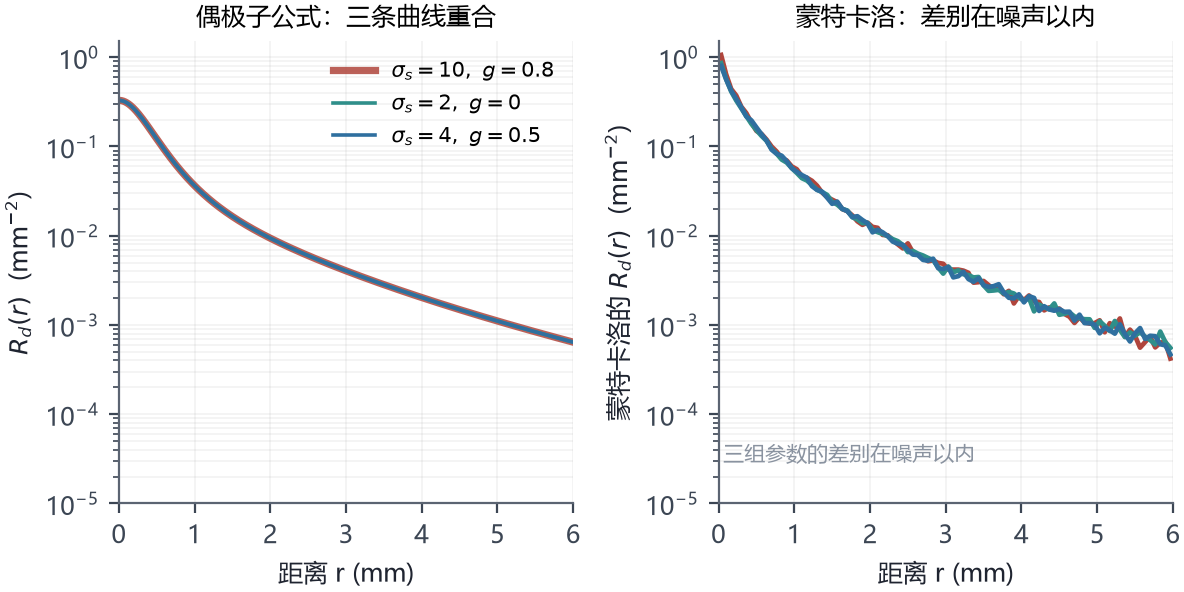 偶极子公式：三条曲线重合
10⁰
10⁻¹
10⁻²
10⁻³
10⁻⁴
10⁻⁵
R_d(r) (mm⁻²)
σ_s = 10, g = 0.8
σ_s = 2, g = 0
σ_s = 4, g = 0.5
0 1 2 3 4 5 6
距离 r (mm)
蒙特卡洛：差别在噪声以内
10⁰
10⁻¹
10⁻²
10⁻³
10⁻⁴
10⁻⁵
蒙特卡洛的 R_d(r) (mm⁻²)
三组参数的差别在噪声以内
0 1 2 3 4 5 6
距离 r (mm)